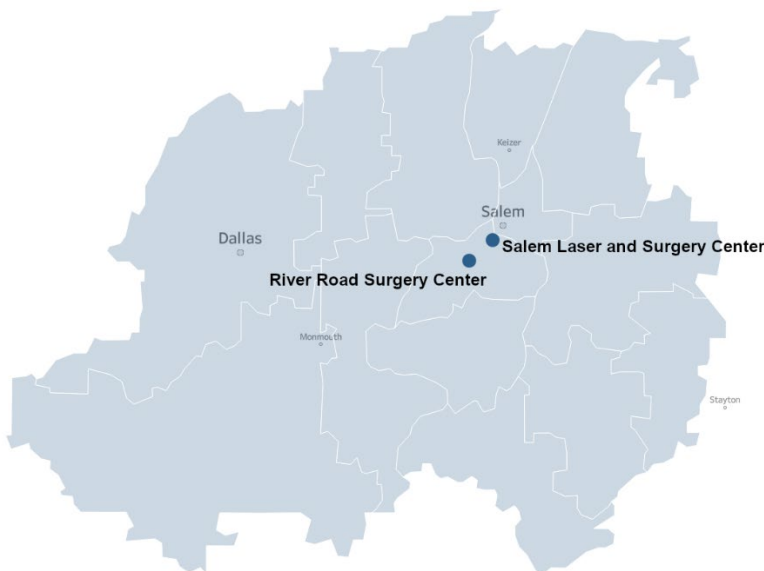 Keizer
Salem
Dallas
Salem Laser and Surgery Center
River Road Surgery Center
Monmouth
Stayton